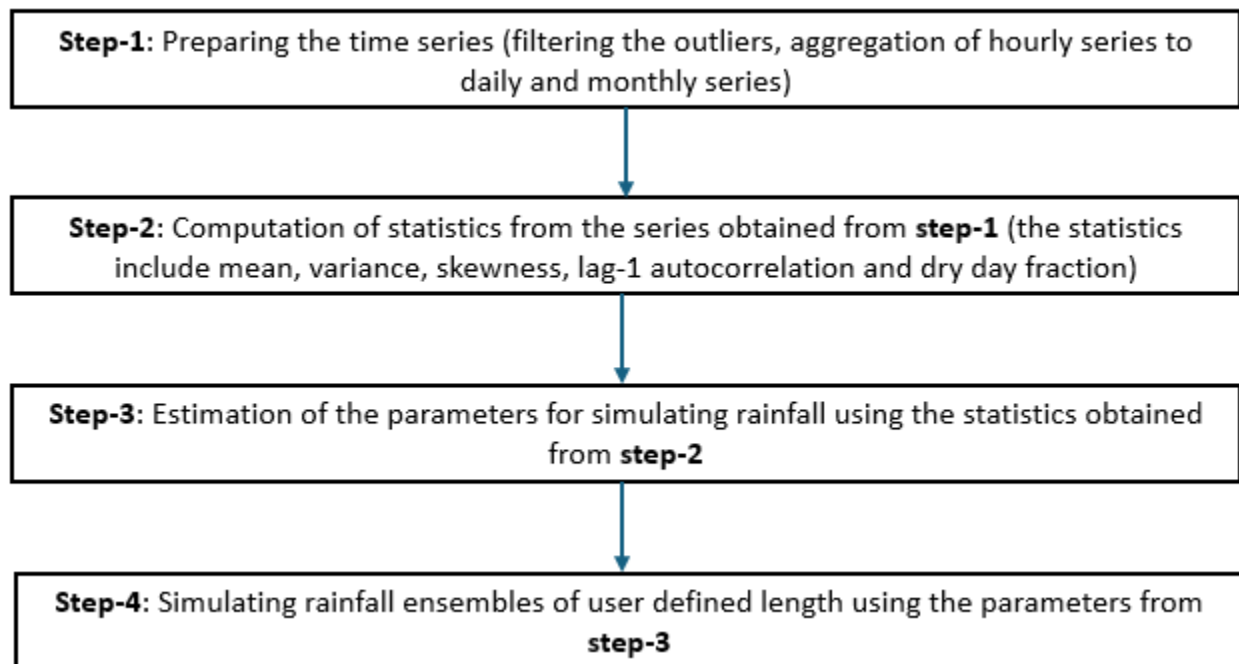 Step-1: Preparing the time series (filtering the outliers, aggregation of hourly series to
daily and monthly series)
Step-2: Computation of statistics from the series obtained from step-1 (the statistics
include mean, variance, skewness, lag-1 autocorrelation and dry day fraction)
Step-3: Estimation of the parameters for simulating rainfall using the statistics obtained
from step-2
Step-4: Simulating rainfall ensembles of user defined length using the parameters from
step-3